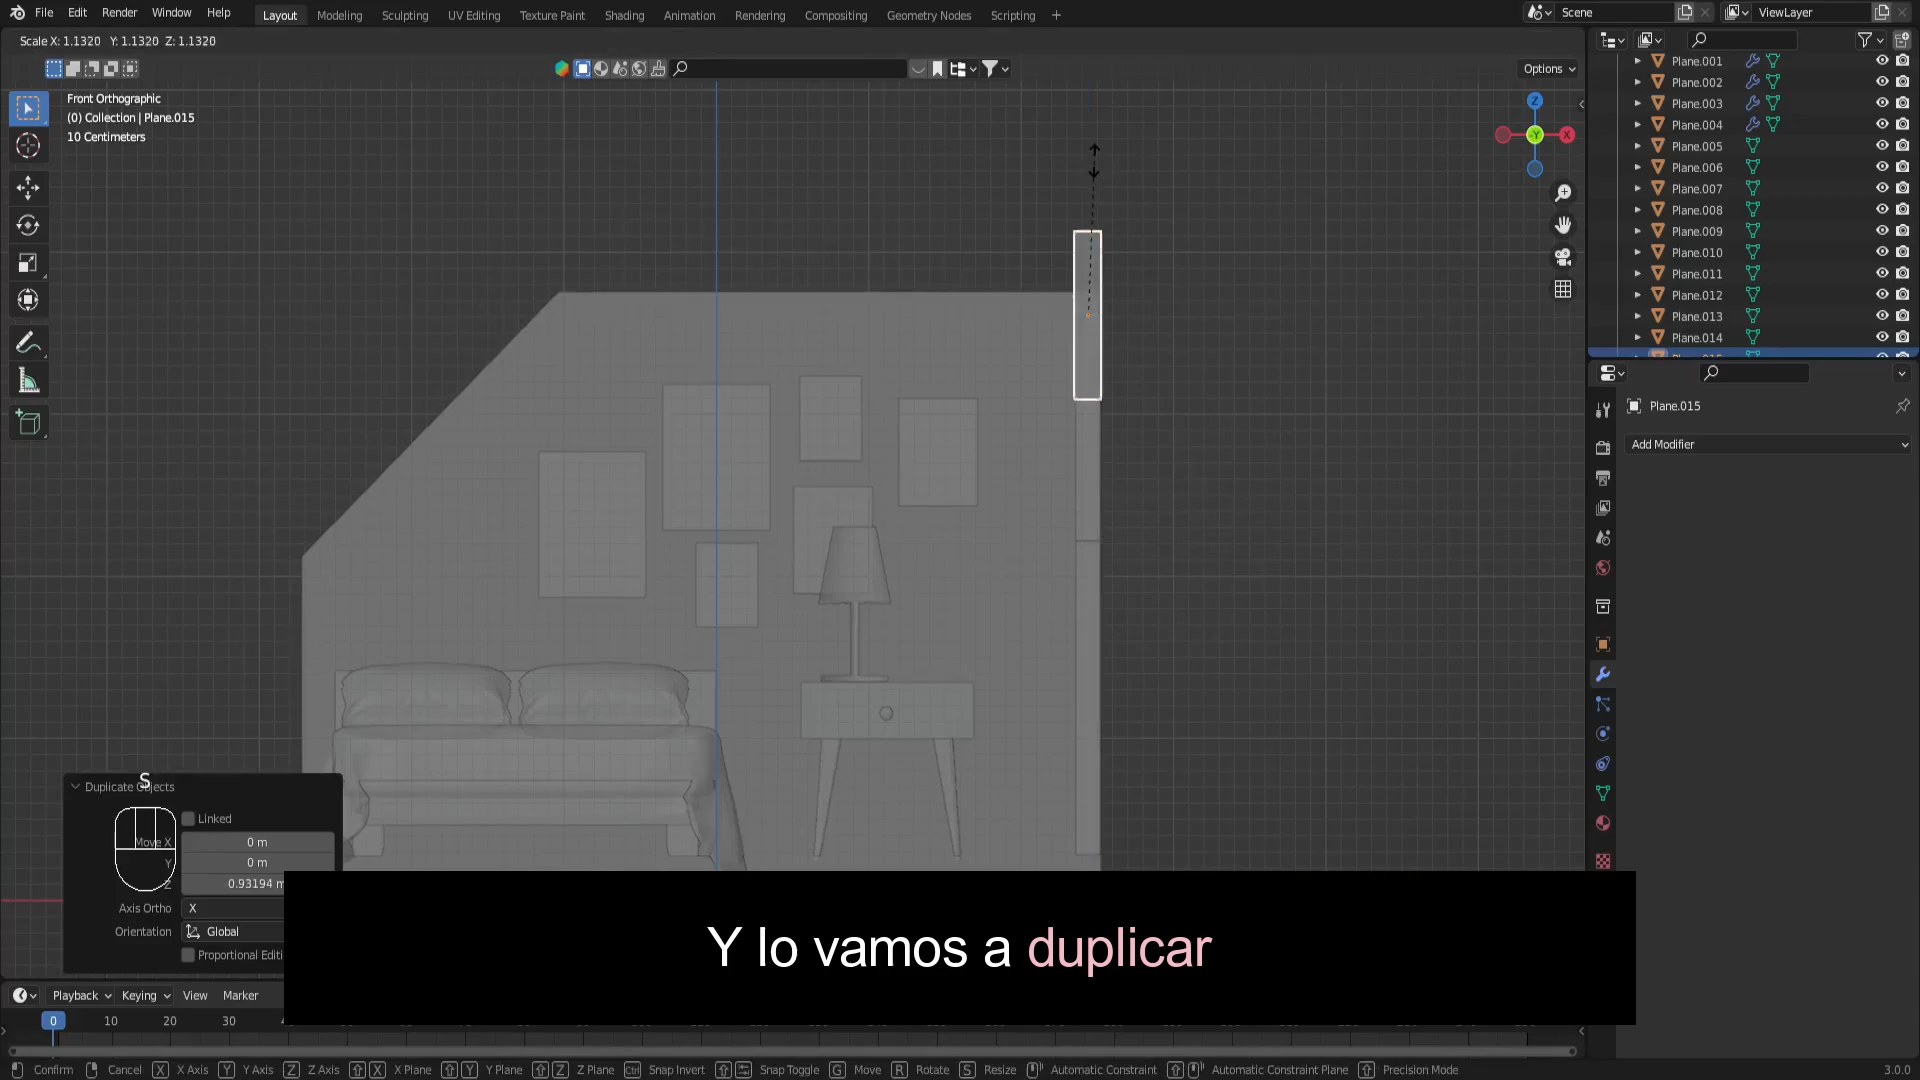 File Edit Render Window Help Layout Modeling Sculpting UV Editing Texture Paint Shading Animation Rendering Compositing Geometry Nodes Scripting + Scene ViewLayer
Scale X: 1.1320 Y: 1.1320 Z: 1.1320
Options
Front Orthographic
(0) Collection | Plane.015
10 Centimeters
Z
Y
X
Plane.001
Plane.002
Plane.003
Plane.004
Plane.005
Plane.006
Plane.007
Plane.008
Plane.009
Plane.010
Plane.011
Plane.012
Plane.013
Plane.014
Plane.015
Plane.015
Add Modifier
S
Duplicate Objects
Linked
Move X 0 m
Y 0 m
Z 0.93194 m
Axis Ortho X
Orientation Global
Proportional Editi
Y lo vamos a duplicar
Playback Keying View Marker
0 10 20 30
Confirm Cancel X X Axis Y Y Axis Z Z Axis X X Plane Y Y Plane Z Z Plane Ctrl Snap Invert Snap Toggle G Move R Rotate S Resize Automatic Constraint Automatic Constraint Plane Precision Mode 3.0.0